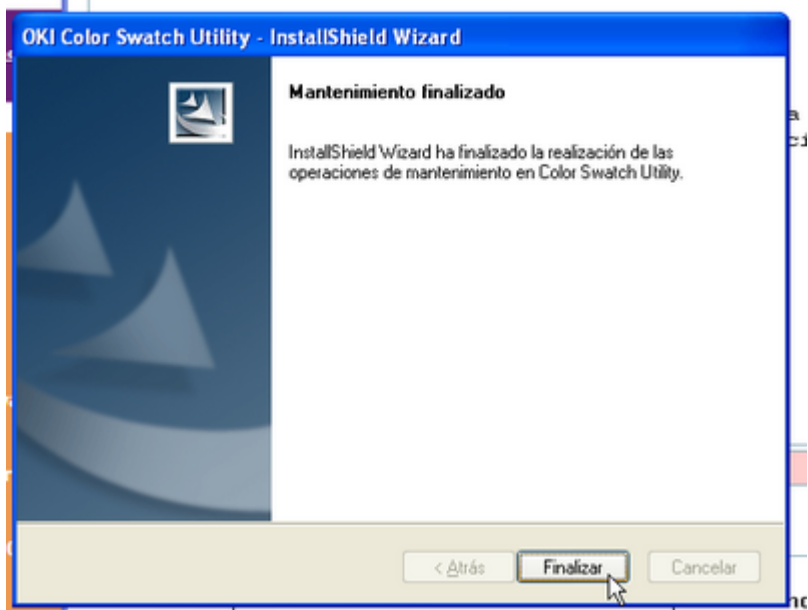 OKI Color Swatch Utility - InstallShield Wizard
Mantenimiento finalizado
InstallShield Wizard ha finalizado la realización de las
operaciones de mantenimiento en Color Swatch Utility.
< Atrás
Finalizar
Cancelar